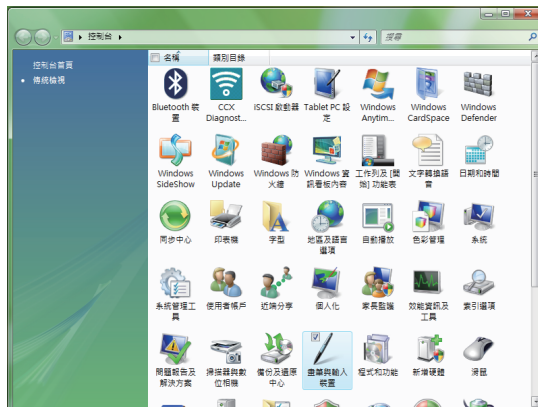 控制台
搜尋
控制台首頁
傳統檢視
名稱 類別目錄
Bluetooth 裝
置
CCX
Diagnost...
iSCSI 啟動器
Tablet PC 設
定
Windows
Anytim...
Windows
CardSpace
Windows
Defender
Windows
SideShow
Windows
Update
Windows 防
火牆
Windows 資
訊看板內容
工作列及 [開
始] 功能表
文字轉換語
音
日期和時間
同步中心
印表機
字型
地區及語言
選項
自動播放
色彩管理
系統
系統管理工
具
使用者帳戶
近端分享
個人化
家長監護
效能資訊及
工具
索引選項
問題報告及
解決方案
掃描器與數
位相機
備份及還原
中心
畫筆與輸入
裝置
程式和功能
新增硬體
滑鼠